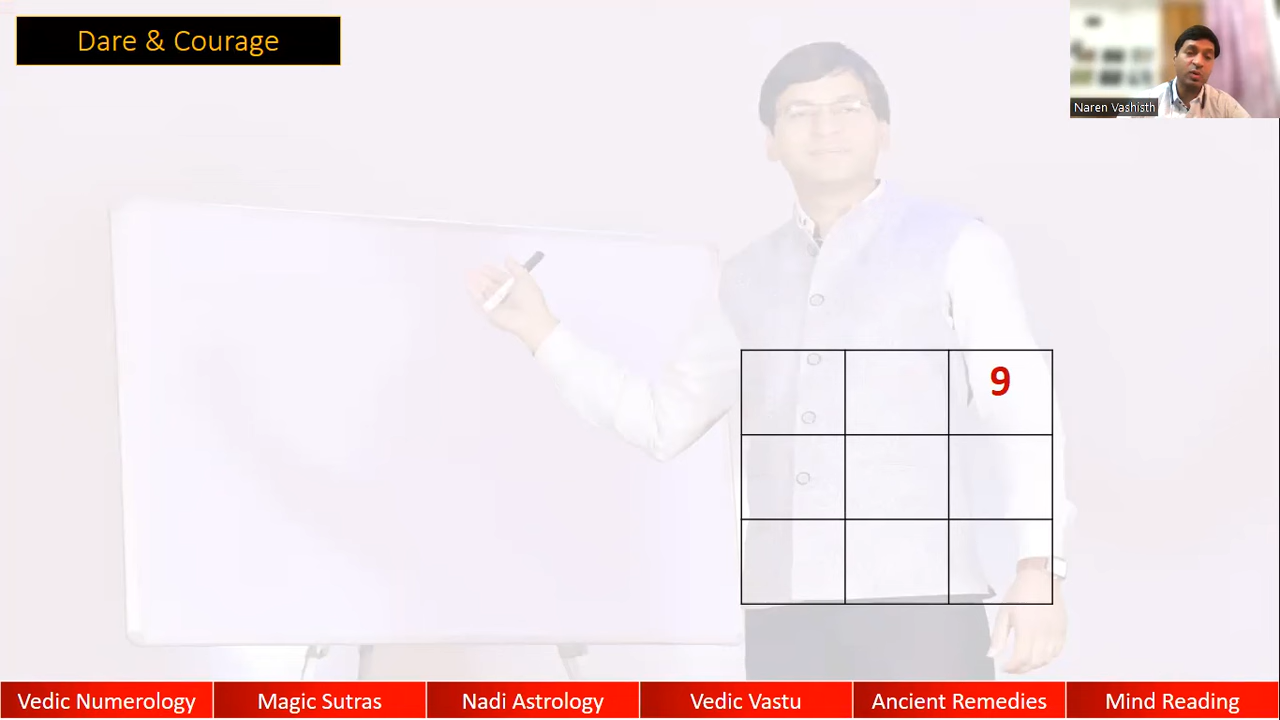 Dare & Courage
Naren Vashisth
9
Vedic Numerology
Magic Sutras
Nadi Astrology
Vedic Vastu
Ancient Remedies
Mind Reading